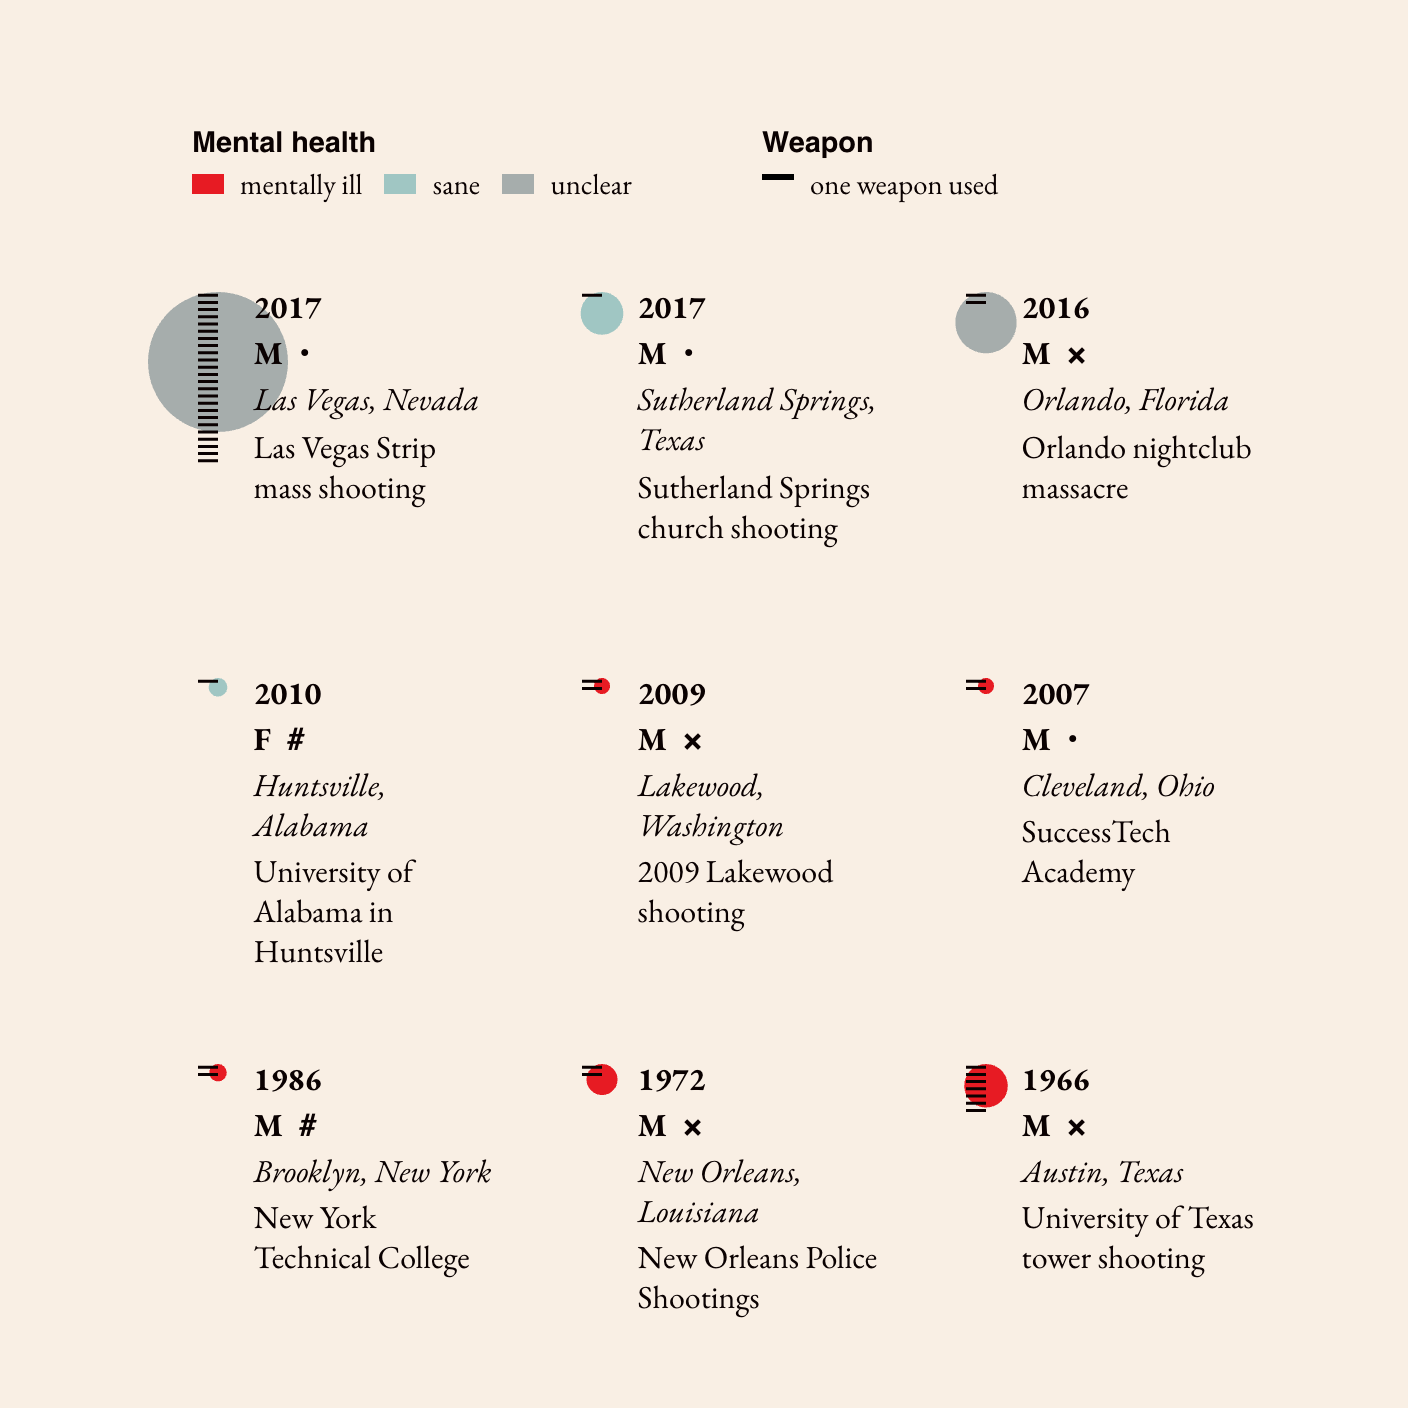 Mental health
mentally ill sane unclear
Weapon
one weapon used
2017
M •
Las Vegas, Nevada
Las Vegas Strip
mass shooting
2017
M •
Sutherland Springs,
Texas
Sutherland Springs
church shooting
2016
M ×
Orlando, Florida
Orlando nightclub
massacre
2010
F #
Huntsville,
Alabama
University of
Alabama in
Huntsville
2009
M ×
Lakewood,
Washington
2009 Lakewood
shooting
2007
M •
Cleveland, Ohio
SuccessTech
Academy
1986
M #
Brooklyn, New York
New York
Technical College
1972
M ×
New Orleans,
Louisiana
New Orleans Police
Shootings
1966
M ×
Austin, Texas
University of Texas
tower shooting